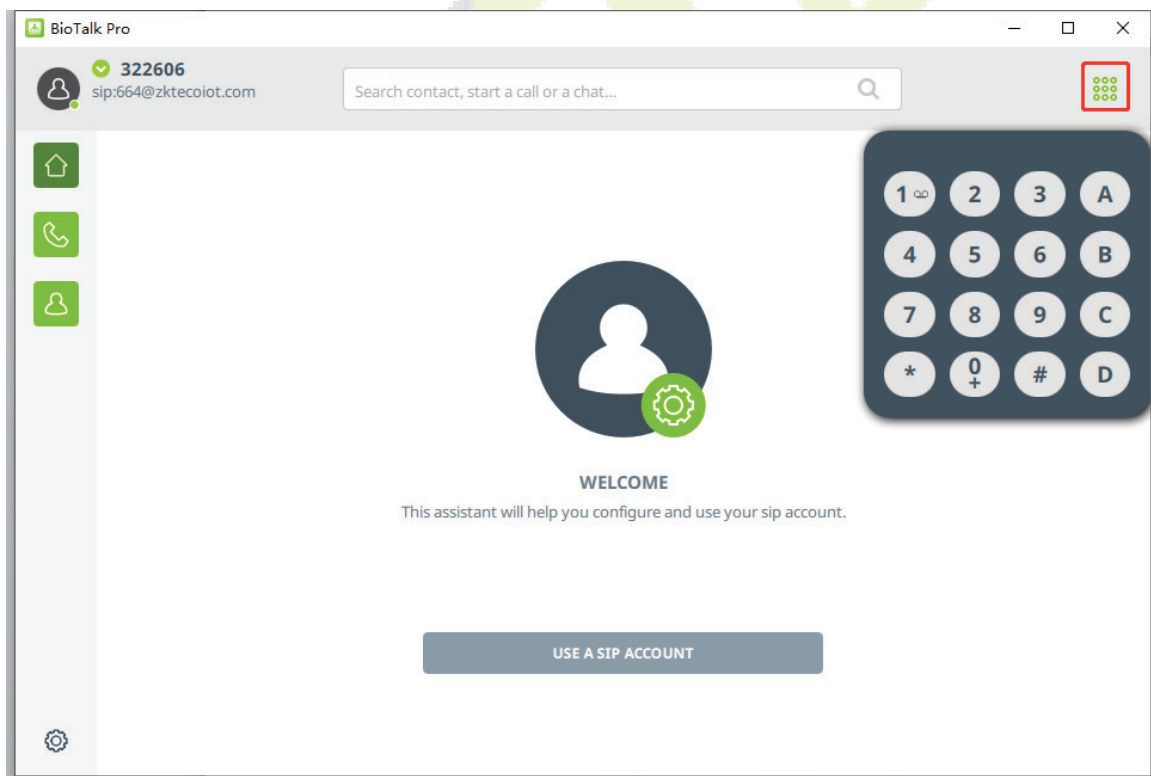 BioTalk Pro
322606
sip:664@zktecoiot.com
Search contact, start a call or a chat...
1 2 3 A
4 5 6 B
7 8 9 C
* 0 # D
+
WELCOME
This assistant will help you configure and use your sip account.
USE A SIP ACCOUNT